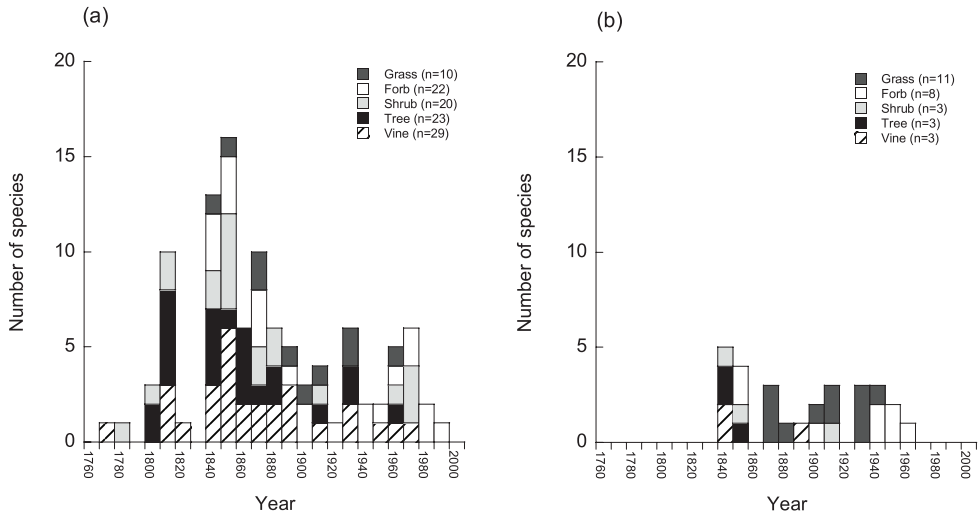 (a)
20
15
10
5
0
Number of species
Grass (n=10)
Forb (n=22)
Shrub (n=20)
Tree (n=23)
Vine (n=29)
1760
1780
1800
1820
1840
1860
1880
1900
1920
1940
1960
1980
2000
Year
(b)
20
15
10
5
0
Number of species
Grass (n=11)
Forb (n=8)
Shrub (n=3)
Tree (n=3)
Vine (n=3)
1760
1780
1800
1820
1840
1860
1880
1900
1920
1940
1960
1980
2000
Year